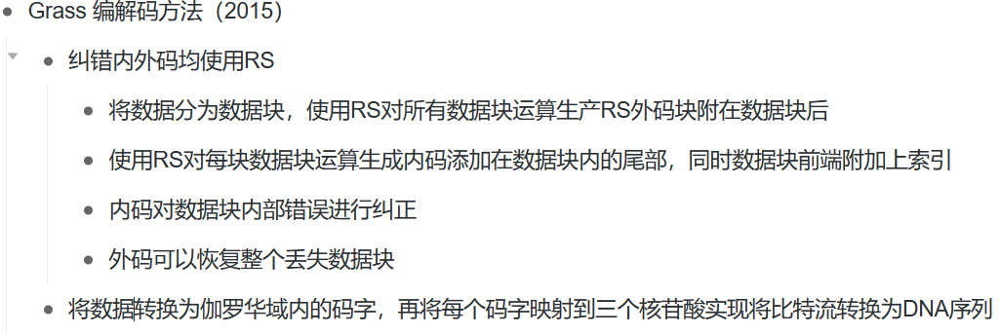 Grass 编解码方法（2015）
纠错内外码均使用RS
将数据分为数据块，使用RS对所有数据块运算生产RS外码块附在数据块后
使用RS对每块数据块运算生成内码添加在数据块内的尾部，同时数据块前端附加上索引
内码对数据块内部错误进行纠正
外码可以恢复整个丢失数据块
将数据转换为伽罗华域内的码字，再将每个码字映射到三个核苷酸实现将比特流转换为DNA序列